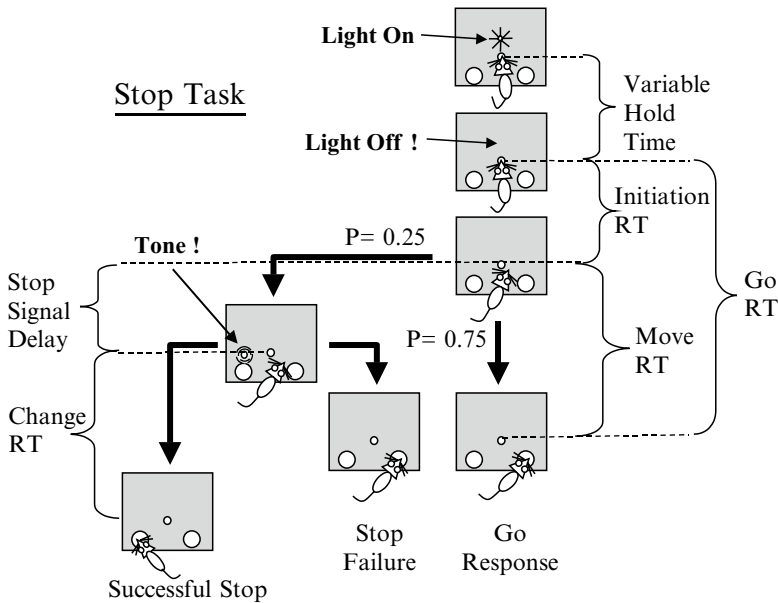 Light On
Stop Task
Variable
Hold
Time
Light Off !
Initiation
RT
P= 0.25
Tone !
Stop
Signal
Delay
Go
RT
P= 0.75
Move
RT
Change
RT
Stop
Failure
Go
Response
Successful Stop